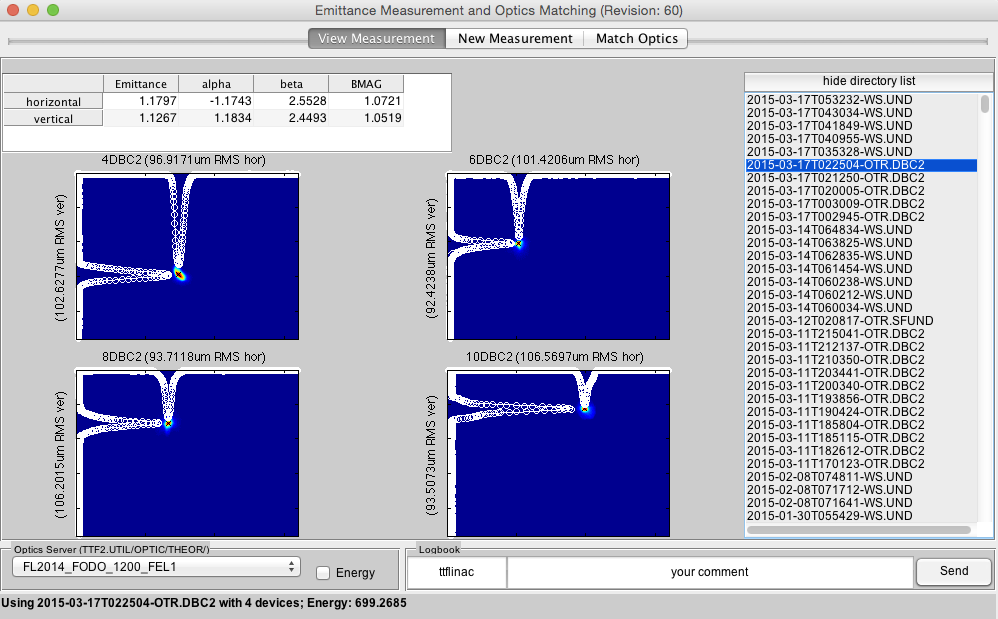 Emittance Measurement and Optics Matching (Revision: 60)
View Measurement New Measurement Match Optics
Emittance alpha beta BMAG
horizontal 1.1797 -1.1743 2.5528 1.0721
vertical 1.1267 1.1834 2.4493 1.0519
4DBC2 (96.9171um RMS hor)
(102.6277um RMS ver)
6DBC2 (101.4206um RMS hor)
(92.4238um RMS ver)
8DBC2 (93.7118um RMS hor)
(106.2015um RMS ver)
10DBC2 (106.5697um RMS hor)
(93.5073um RMS ver)
hide directory list
2015-03-17T053232-WS.UND
2015-03-17T043034-WS.UND
2015-03-17T041849-WS.UND
2015-03-17T040955-WS.UND
2015-03-17T035328-WS.UND
2015-03-17T022504-OTR.DBC2
2015-03-17T021250-OTR.DBC2
2015-03-17T020005-OTR.DBC2
2015-03-17T003009-OTR.DBC2
2015-03-17T002945-OTR.DBC2
2015-03-14T064834-WS.UND
2015-03-14T063825-WS.UND
2015-03-14T062835-WS.UND
2015-03-14T061454-WS.UND
2015-03-14T060238-WS.UND
2015-03-14T060212-WS.UND
2015-03-14T060034-WS.UND
2015-03-12T020817-OTR.SFUND
2015-03-11T215041-OTR.DBC2
2015-03-11T212137-OTR.DBC2
2015-03-11T210350-OTR.DBC2
2015-03-11T203441-OTR.DBC2
2015-03-11T200340-OTR.DBC2
2015-03-11T193856-OTR.DBC2
2015-03-11T190424-OTR.DBC2
2015-03-11T185804-OTR.DBC2
2015-03-11T185115-OTR.DBC2
2015-03-11T182612-OTR.DBC2
2015-03-11T170123-OTR.DBC2
2015-02-08T074811-WS.UND
2015-02-08T071712-WS.UND
2015-02-08T071641-WS.UND
2015-01-30T055429-WS.UND
Optics Server (TTF2.UTIL/OPTIC/THEOR/)
FL2014_FODO_1200_FEL1
Energy
Logbook
ttflinac
your comment
Send
Using 2015-03-17T022504-OTR.DBC2 with 4 devices; Energy: 699.2685